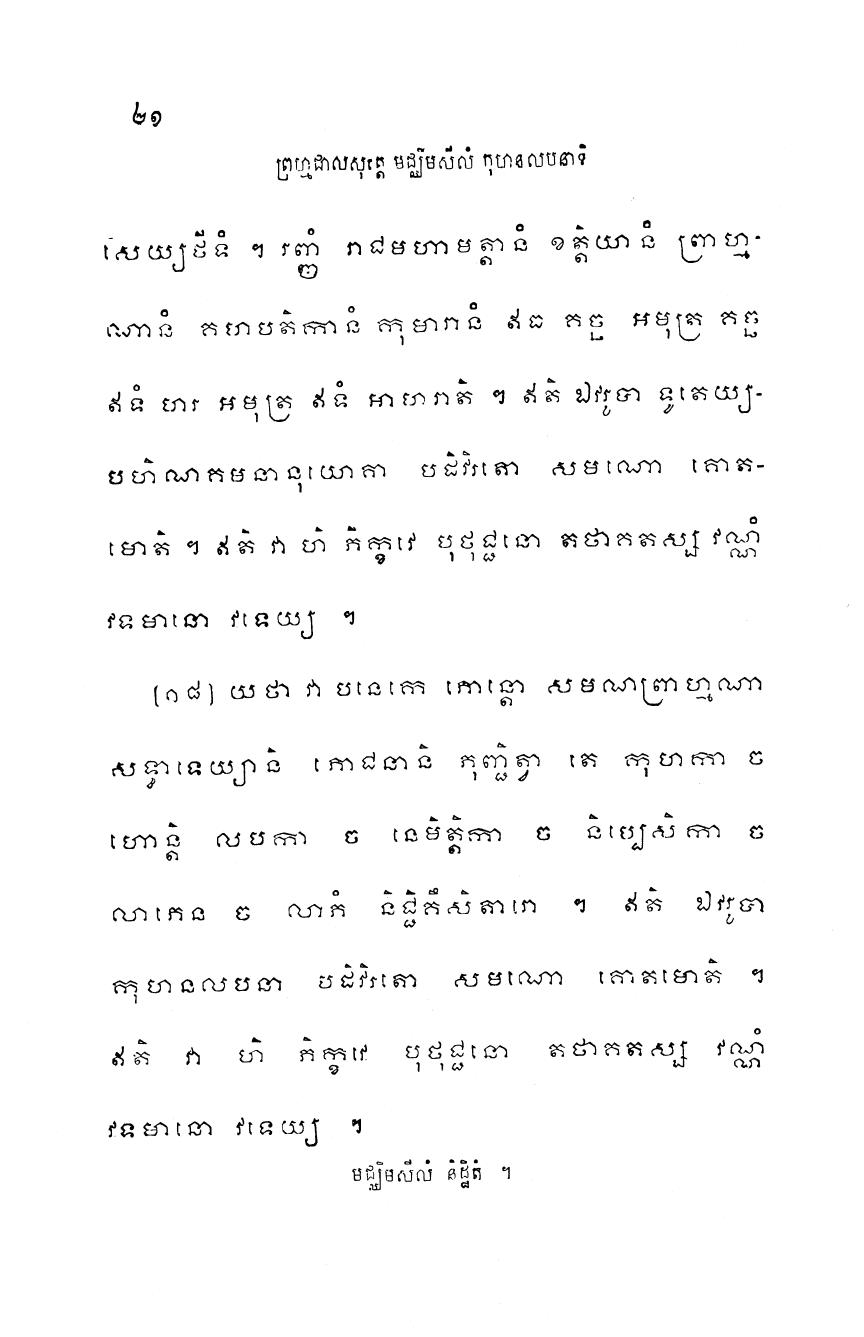 ២១
ព្រហ្មជាលសុត្តេ មជ្ឈិមសីលំ កុហនលបនាទិ
សេយ្យថីទំ ។ រញ្ញំ រាជមហាមត្តានំ ខត្តិយានំ ព្រាហ្ម-
ណានំ គហបតិកានំ កុមារានំ ឥធ គច្ឆ អមុត្រ គច្ឆ
ឥទំ ហរ អមុត្រ ឥទំ អាហរាតិ ។ ឥតិ ឯវរូបា ទូតេយ្យ-
បហិណគមនានុយោគា បដិវិរតោ សមណោ គោត-
មោតិ ។ ឥតិ វា ហិ ភិក្ខវេ បុថុជ្ជនោ តថាគតស្ស វណ្ណំ
វទមានោ វទេយ្យ ។
(១៨) យថា វា បនេកេ ភោន្តោ សមណព្រាហ្មណា
សទ្ធាទេយ្យានិ ភោជនានិ ភុញ្ជិត្វា តេ កុហកា ច
ហោន្តិ លបកា ច នេមិត្តិកា ច និប្បេសិកា ច
លាភេន ច លាភំ និជ្ជិគឹសិតារោ ។ ឥតិ ឯវរូបា
កុហនលបនា បដិវិរតោ សមណោ គោតមោតិ ។
ឥតិ វា ហិ ភិក្ខវេ បុថុជ្ជនោ តថាគតស្ស វណ្ណំ
វទមានោ វទេយ្យ ។
មជ្ឈិមសីលំ និដ្ឋិតំ ។